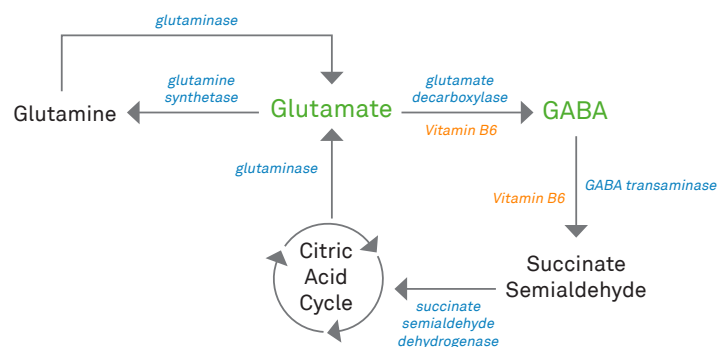 glutaminase
glutamine
synthetase
glutamate
decarboxylase
Glutamine
Glutamate
GABA
Vitamin B6
glutaminase
Vitamin B6
GABA transaminase
Citric
Acid
Cycle
Succinate
Semialdehyde
succinate
semialdehyde
dehydrogenase